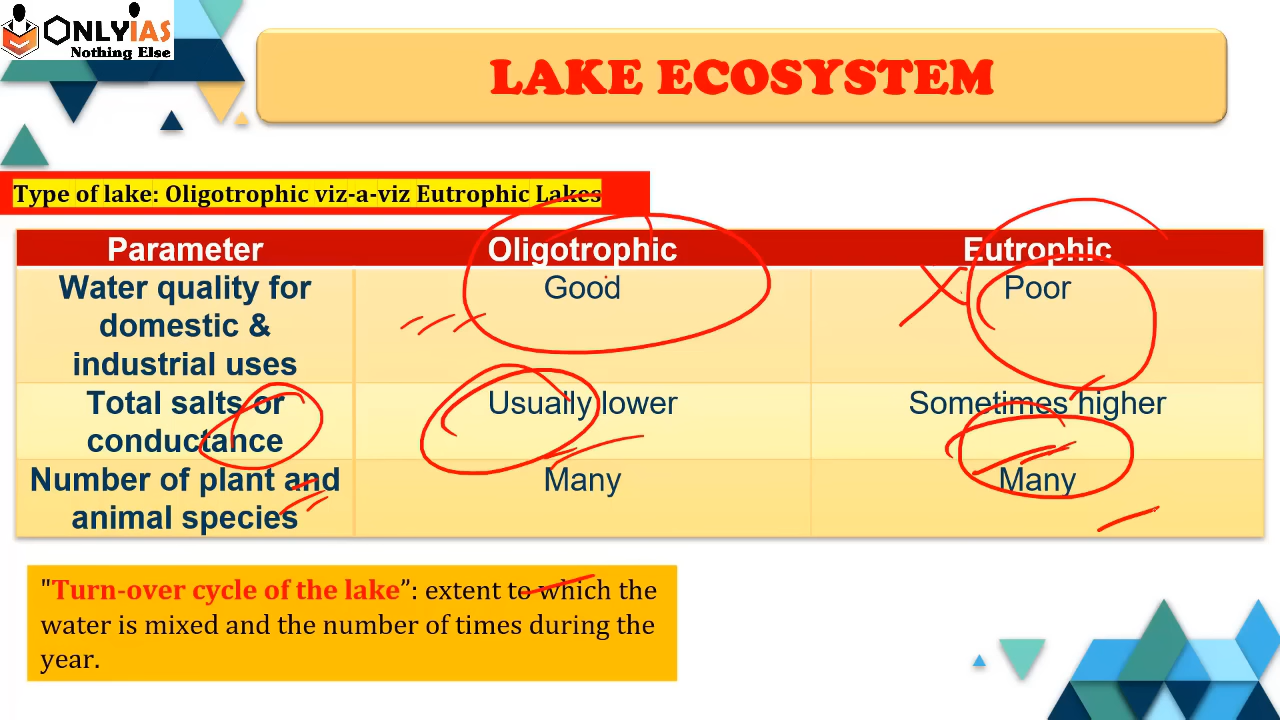 ONLYIAS
Nothing Else
LAKE ECOSYSTEM
Type of lake: Oligotrophic viz-a-viz Eutrophic Lakes
Parameter Oligotrophic Eutrophic
Water quality for domestic & industrial uses Good Poor
Total salts or conductance Usually lower Sometimes higher
Number of plant and animal species Many Many
"Turn-over cycle of the lake”: extent to which the
water is mixed and the number of times during the
year.